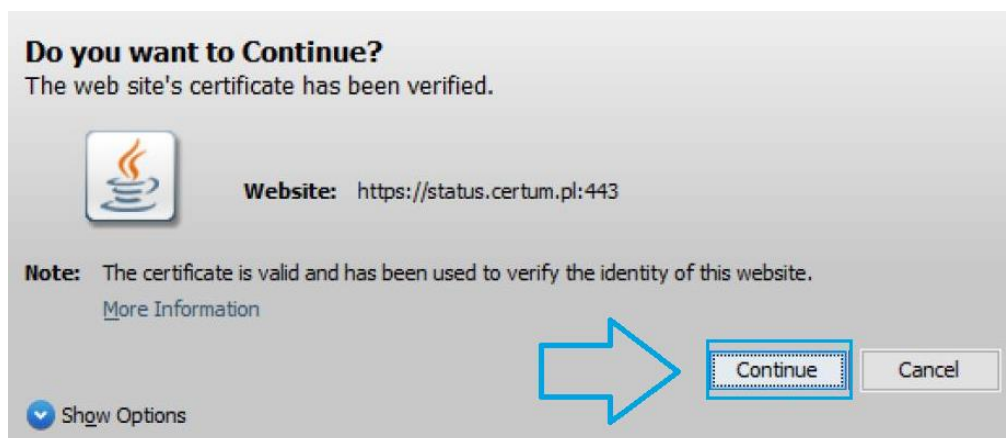 Do you want to Continue?
The web site's certificate has been verified.
Website: https://status.certum.pl:443
Note: The certificate is valid and has been used to verify the identity of this website.
More Information
Continue Cancel
Show Options